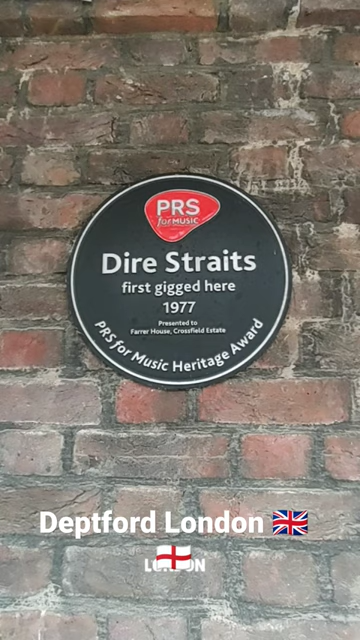 PRS
for MUSIC
Dire Straits
first gigged here
1977
Presented to
Farrer House, Crossfield Estate
PRS for Music Heritage Award
Deptford London 🇬🇧
LONDON